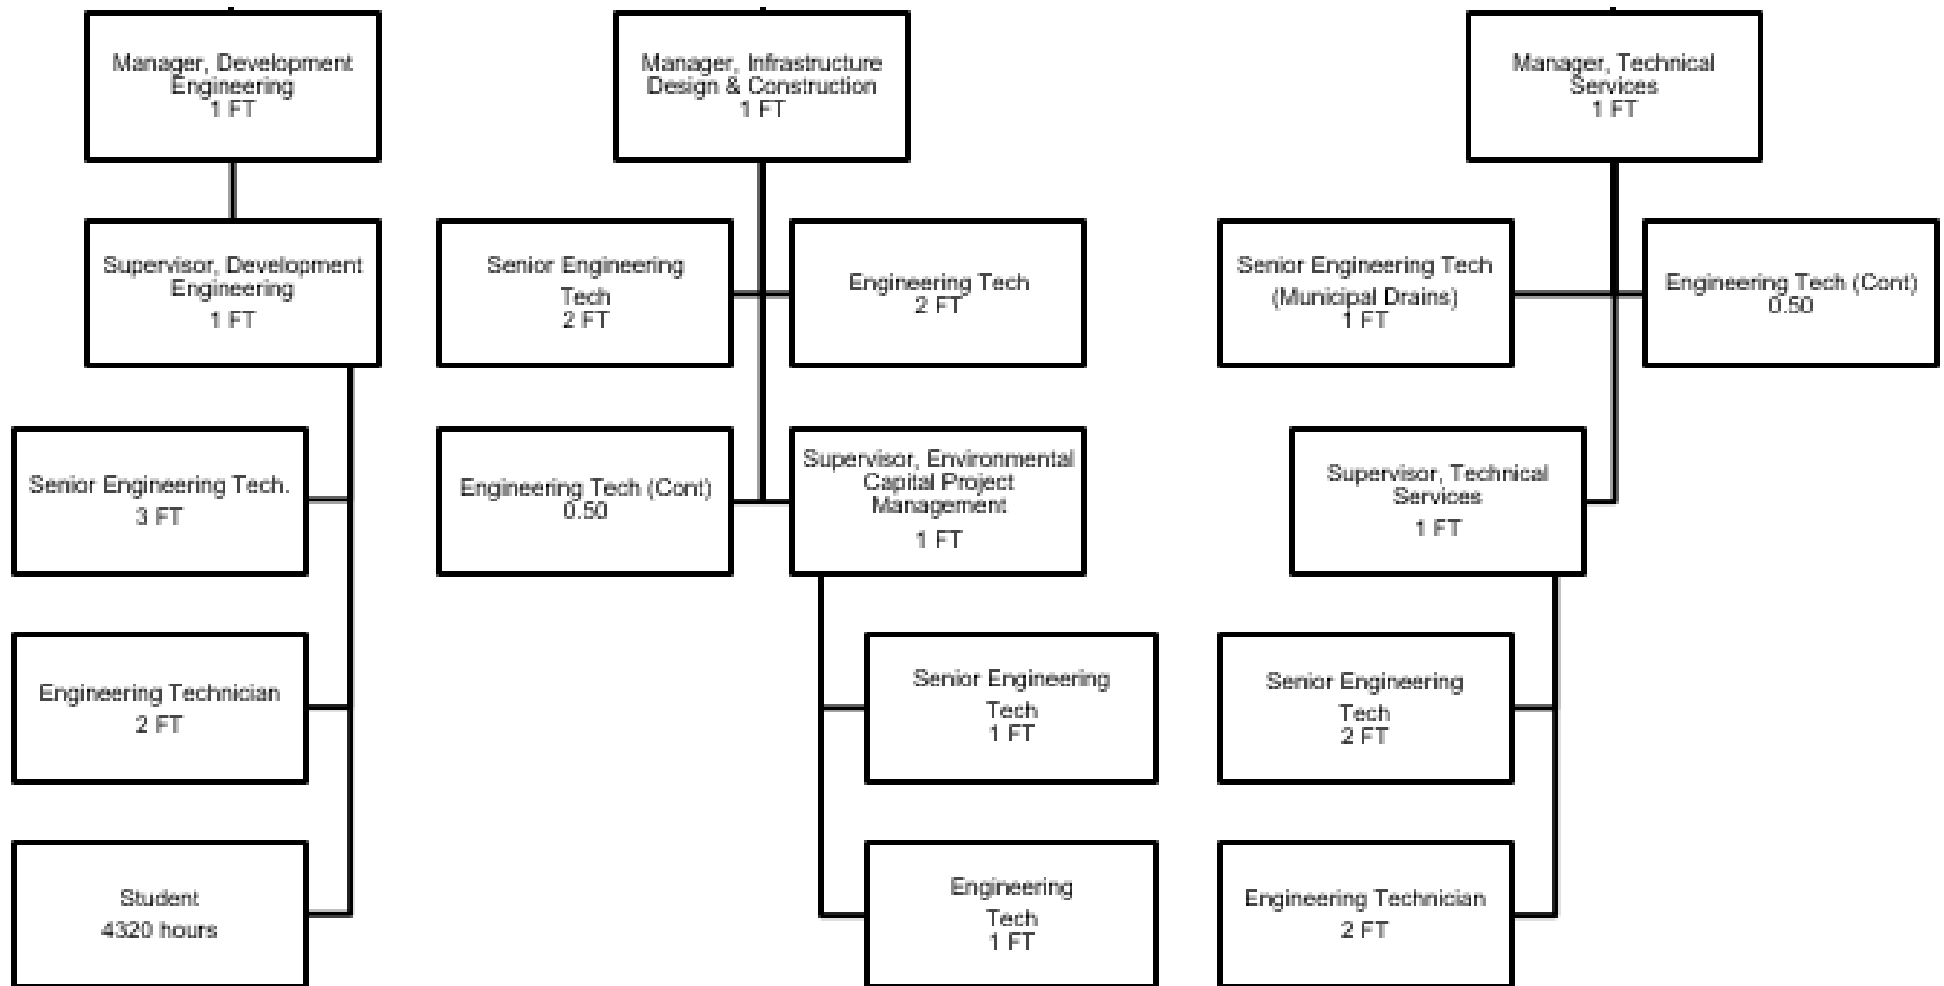 Manager, Development
Engineering
1 FT
Manager, Infrastructure
Design & Construction
1 FT
Manager, Technical
Services
1 FT
Supervisor, Development
Engineering
1 FT
Senior Engineering
Tech
2 FT
Engineering Tech
2 FT
Senior Engineering Tech
(Municipal Drains)
1 FT
Engineering Tech (Cont)
0.50
Senior Engineering Tech.
3 FT
Engineering Tech (Cont)
0.50
Supervisor, Environmental
Capital Project
Management
1 FT
Supervisor, Technical
Services
1 FT
Engineering Technician
2 FT
Senior Engineering
Tech
1 FT
Senior Engineering
Tech
2 FT
Student
4320 hours
Engineering
Tech
1 FT
Engineering Technician
2 FT